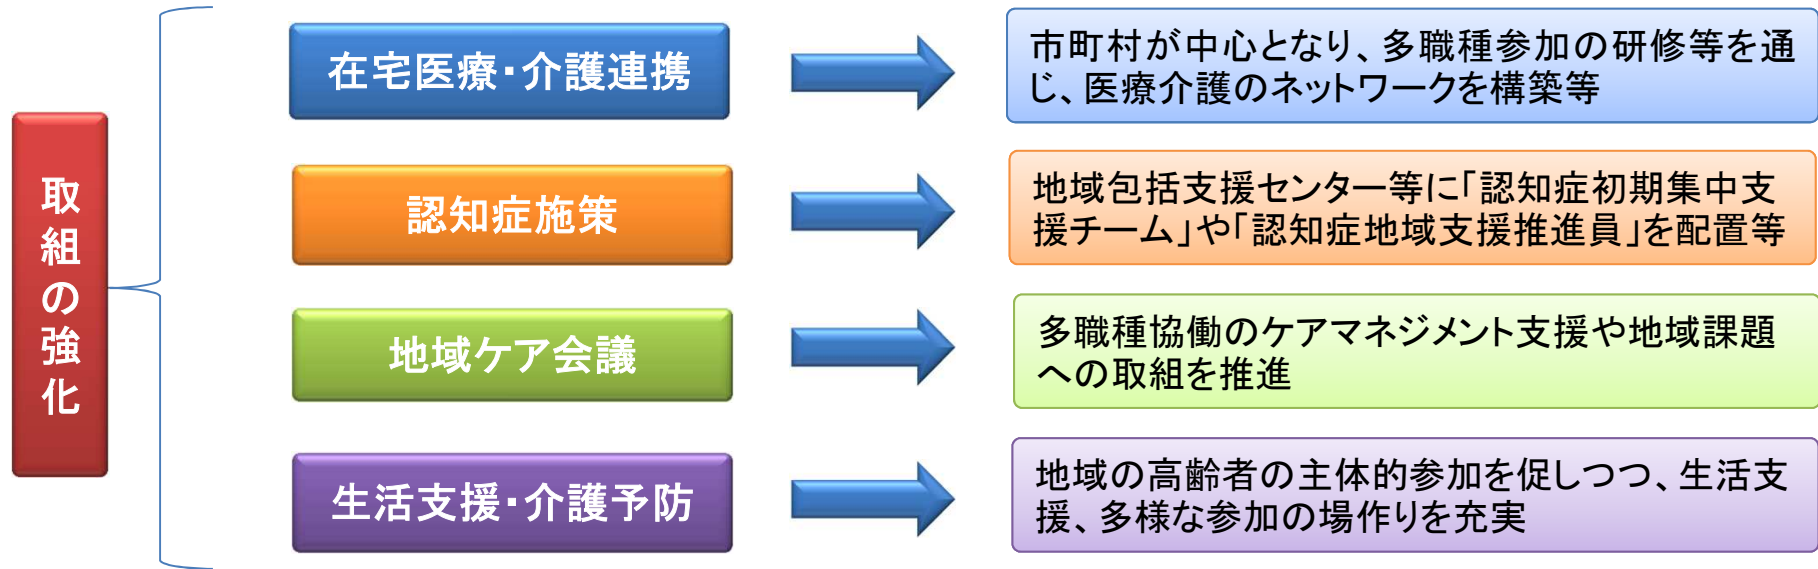 取組の強化
在宅医療・介護連携
市町村が中心となり、多職種参加の研修等を通
じ、医療介護のネットワークを構築等
認知症施策
地域包括支援センター等に「認知症初期集中支
援チーム」や「認知症地域支援推進員」を配置等
地域ケア会議
多職種協働のケアマネジメント支援や地域課題
への取組を推進
生活支援・介護予防
地域の高齢者の主体的参加を促しつつ、生活支
援、多様な参加の場作りを充実